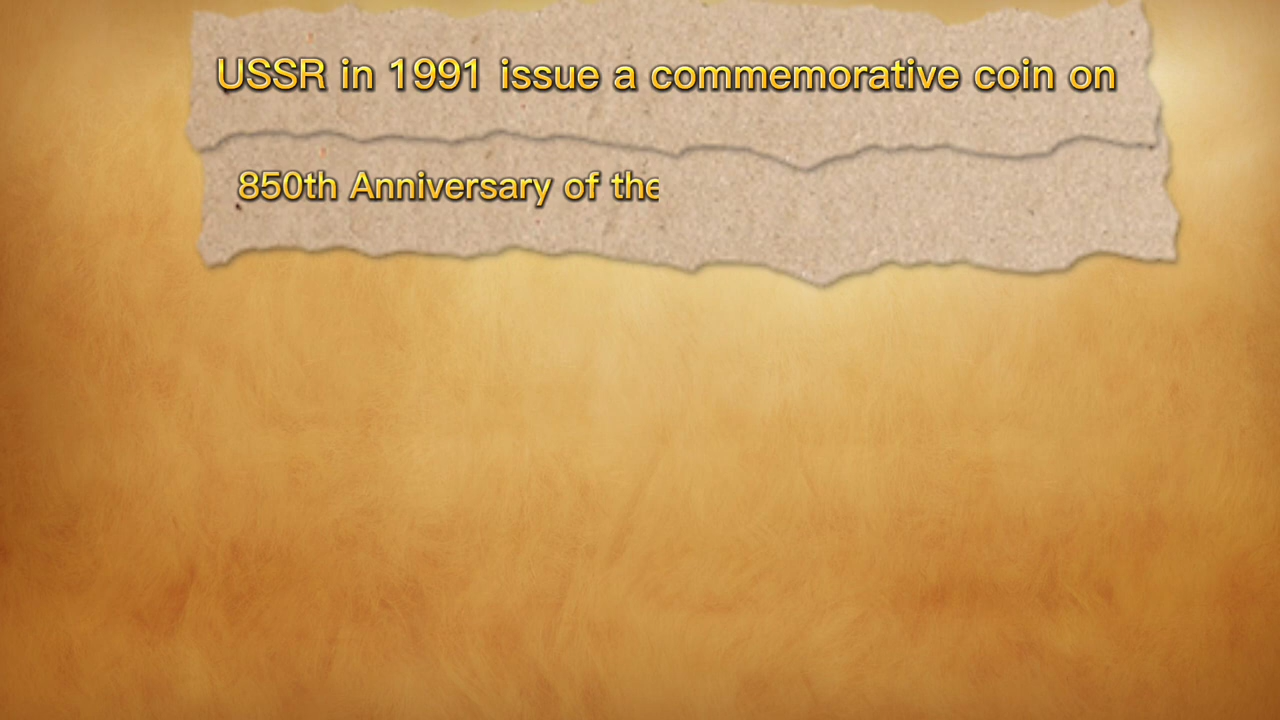 USSR in 1991 issue a commemorative coin on
850th Anniversary of the